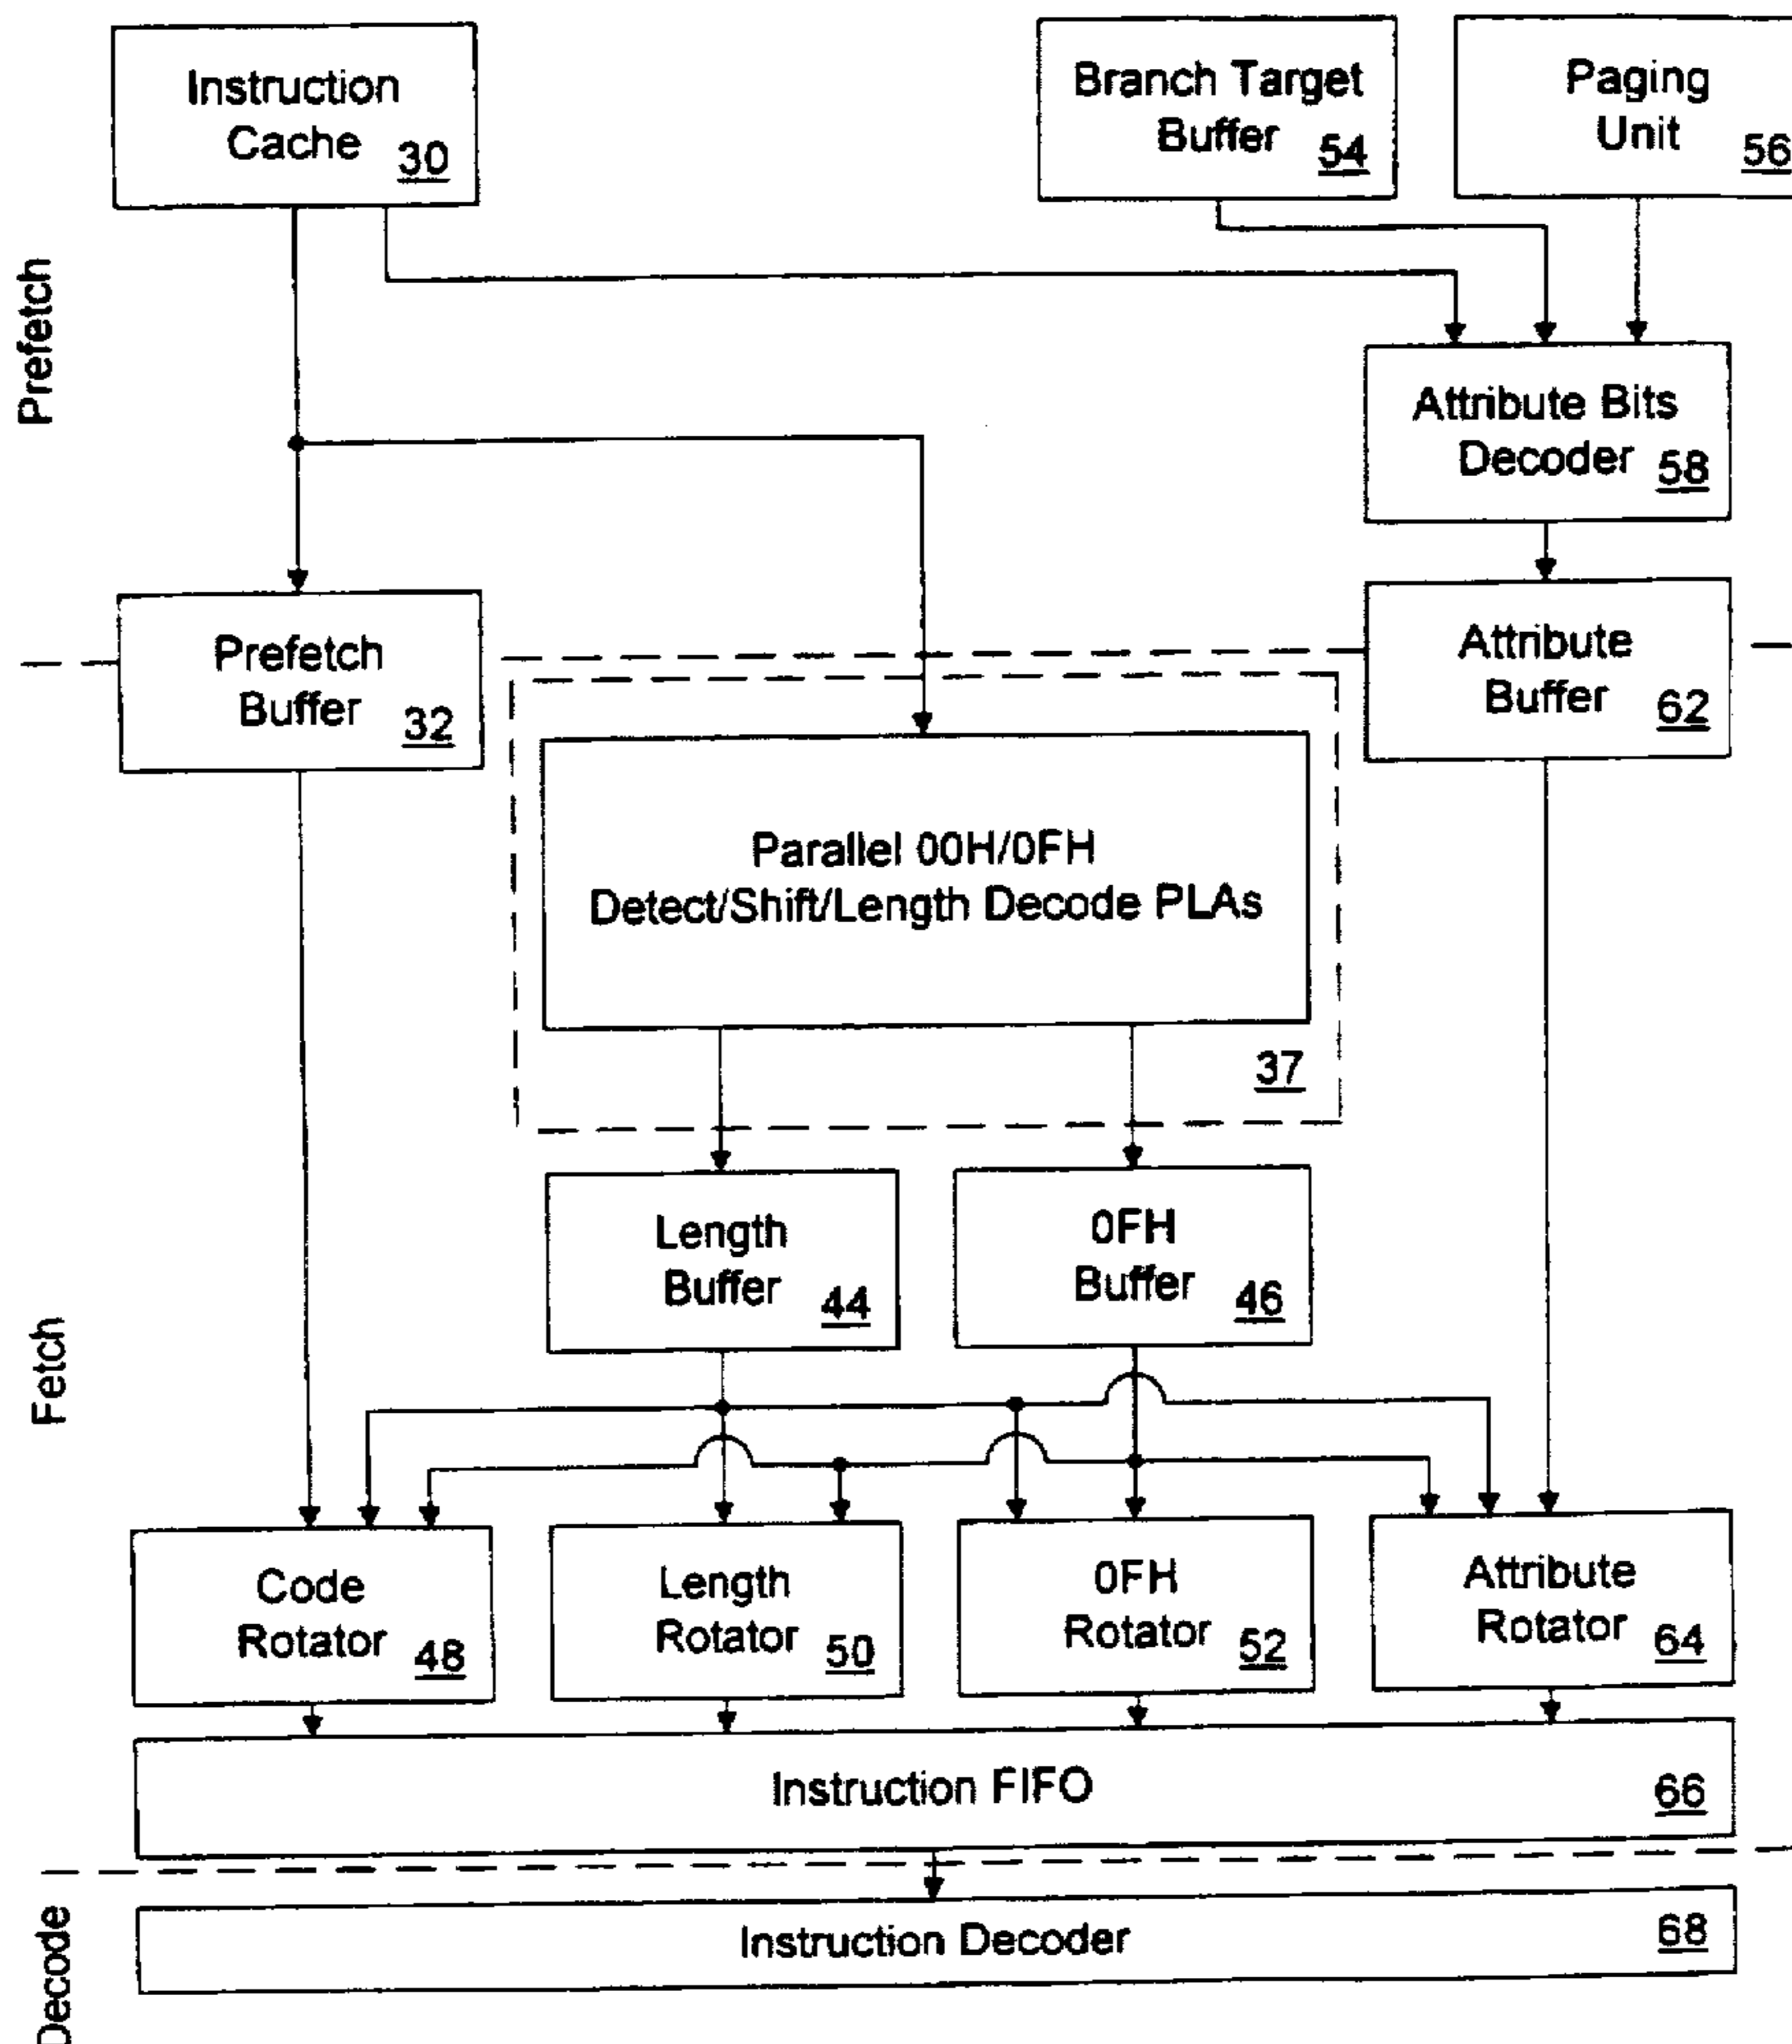 Instruction
Cache 30
Branch Target
Buffer 54
Paging
Unit 56
Prefetch
Attribute Bits
Decoder 58
Prefetch
Buffer 32
Attribute
Buffer 62
Parallel 00H/0FH
Detect/Shift/Length Decode PLAs
37
Length
Buffer 44
0FH
Buffer 46
Fetch
Code
Rotator 48
Length
Rotator 50
0FH
Rotator 52
Attribute
Rotator 64
Instruction FIFO 66
Decode
Instruction Decoder 68